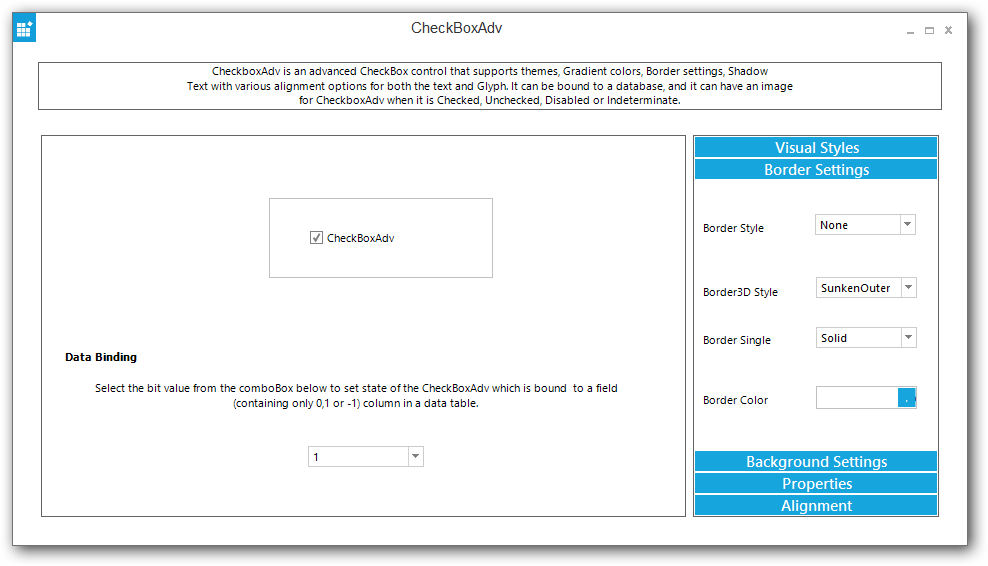 CheckBoxAdv
CheckboxAdv is an advanced CheckBox control that supports themes, Gradient colors, Border settings, Shadow
Text with various alignment options for both the text and Glyph. It can be bound to a database, and it can have an image
for CheckboxAdv when it is Checked, Unchecked, Disabled or Indeterminate.
CheckBoxAdv
Data Binding
Select the bit value from the comboBox below to set state of the CheckBoxAdv which is bound  to a field
(containing only 0,1 or -1) column in a data table.
1
Visual Styles
Border Settings
Border Style
None
Border3D Style
SunkenOuter
Border Single
Solid
Border Color
Background Settings
Properties
Alignment